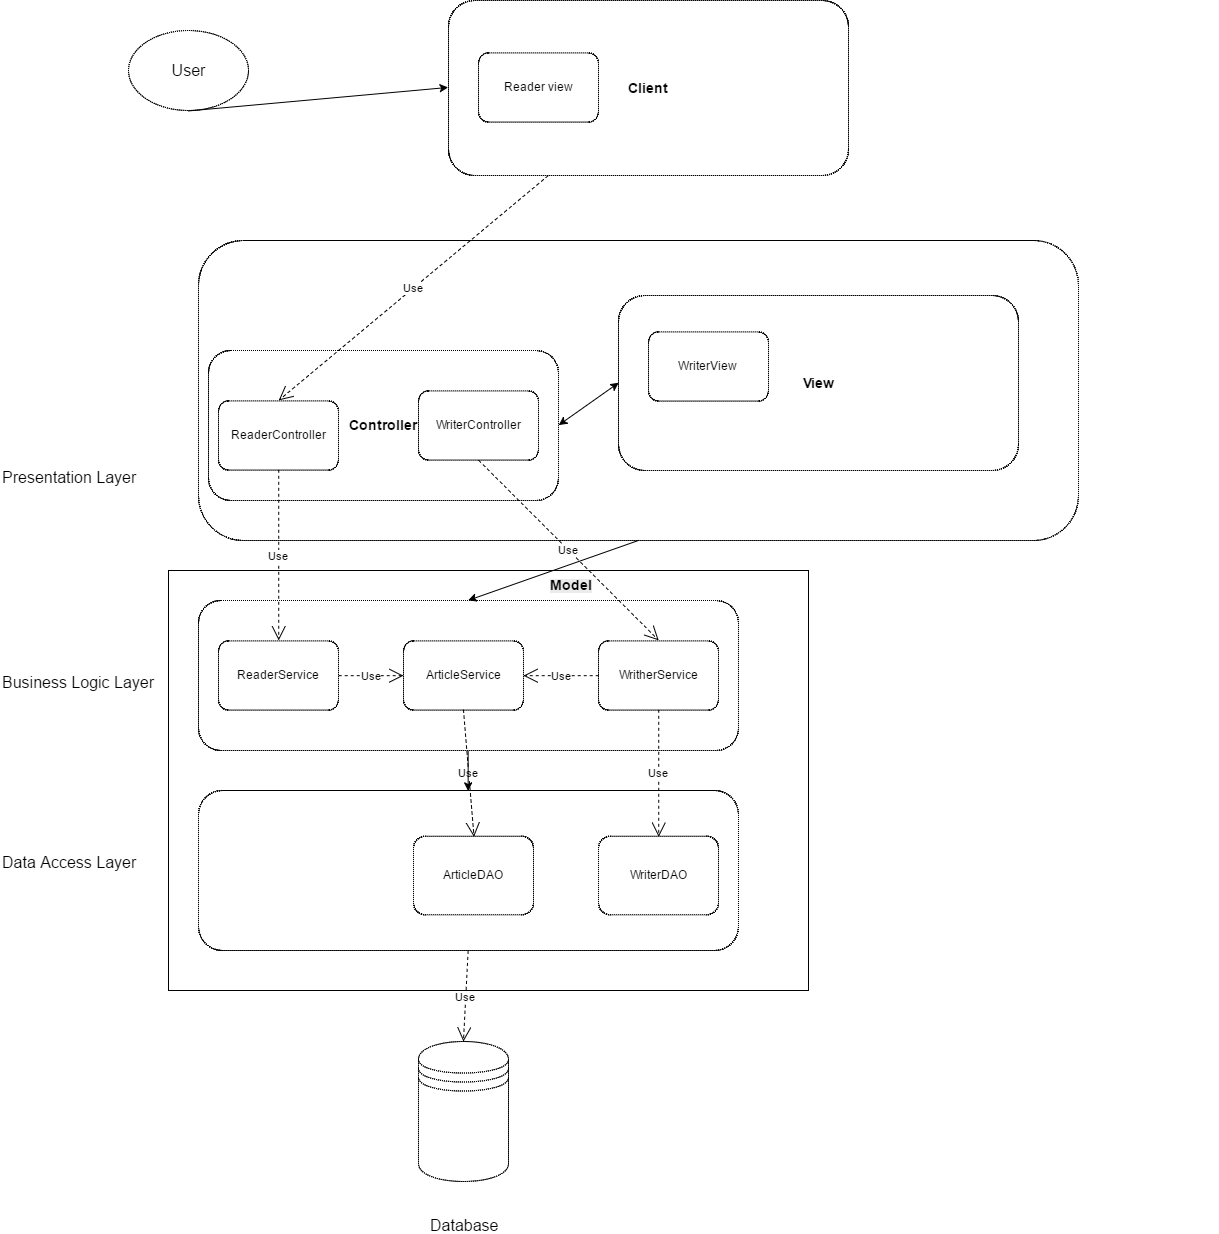 User
Reader view
Client
Use
WriterView
View
ReaderController
Controller
WriterController
Presentation Layer
Use
Use
Model
ReaderService
Use
ArticleService
Use
WritherService
Business Logic Layer
Use
Use
Data Access Layer
ArticleDAO
WriterDAO
Use
Database